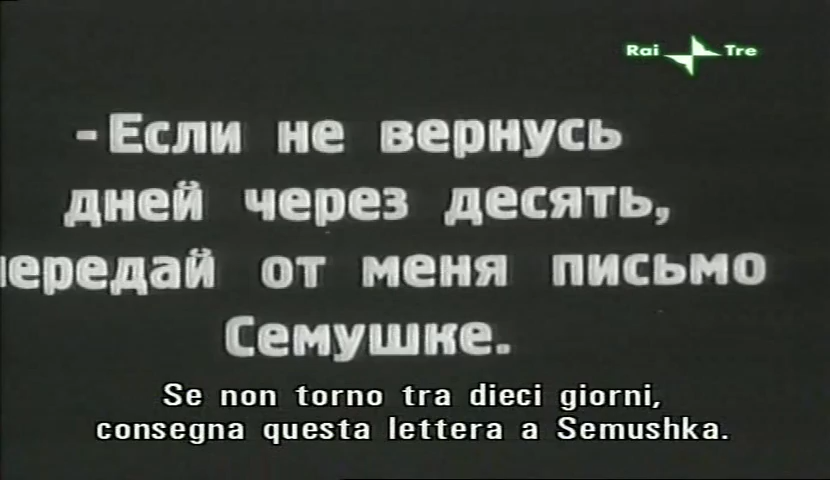 Rai Tre
-Если не вернусь
дней через десять,
передай от меня письмо
Семушке.
Se non torno tra dieci giorni,
consegna questa lettera a Semushka.